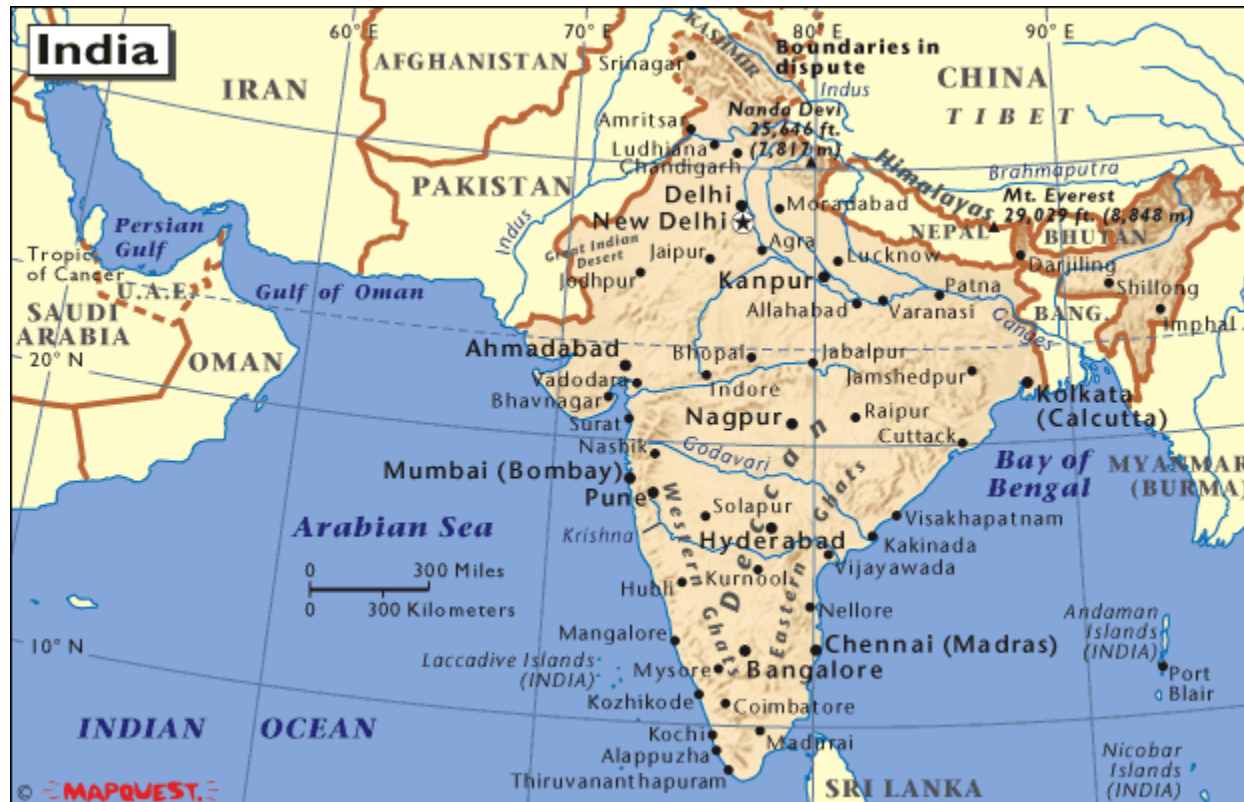 India
60° E
70° E
80° E
90° E
KASHMIR
AFGHANISTAN
Srinagar
Boundaries in
dispute
CHINA
IRAN
Indus
TIBET
Nanda Devi
25,646 ft.
(7,817 m)
Amritsar
Ludhiana
Chandigarh
Himalayas
Brahmaputra
PAKISTAN
Delhi
New Delhi
Moradabad
Mt. Everest
29,029 ft. (8,848 m)
Persian
Gulf
Indus
NEPAL
BHUTAN
Great Indian
Desert
Jaipur
Agra
Lucknow
Darjiling
Tropic
of Cancer
Jodhpur
Kanpur
Patna
Shillong
U.A.E.
Gulf of Oman
Allahabad
Varanasi
BANG.
Imphal
SAUDI
ARABIA
Ganges
OMAN
20° N
Ahmadabad
Bhopal
Jabalpur
Vadodara
Indore
Jamshedpur
Bhavnagar
Kolkata
(Calcutta)
Surat
Nagpur
Raipur
Nashik
Cuttack
Godavari
Mumbai (Bombay)
Bay of
Bengal
MYANMAR
(BURMA)
Pune
Deccan
Western Ghats
Eastern Ghats
Solapur
Visakhapatnam
Arabian Sea
Krishna
Hyderabad
Kakinada
Vijayawada
0 300 Miles
0 300 Kilometers
Kurnool
Hubli
Nellore
Andaman
Islands
(INDIA)
10° N
Mangalore
Chennai (Madras)
Laccadive Islands
(INDIA)
Mysore
Bangalore
Port
Blair
Kozhikode
Coimbatore
INDIAN OCEAN
Kochi
Madurai
Alappuzha
Thiruvananthapuram
Nicobar
Islands
(INDIA)
SRI LANKA
© MAPQUEST.